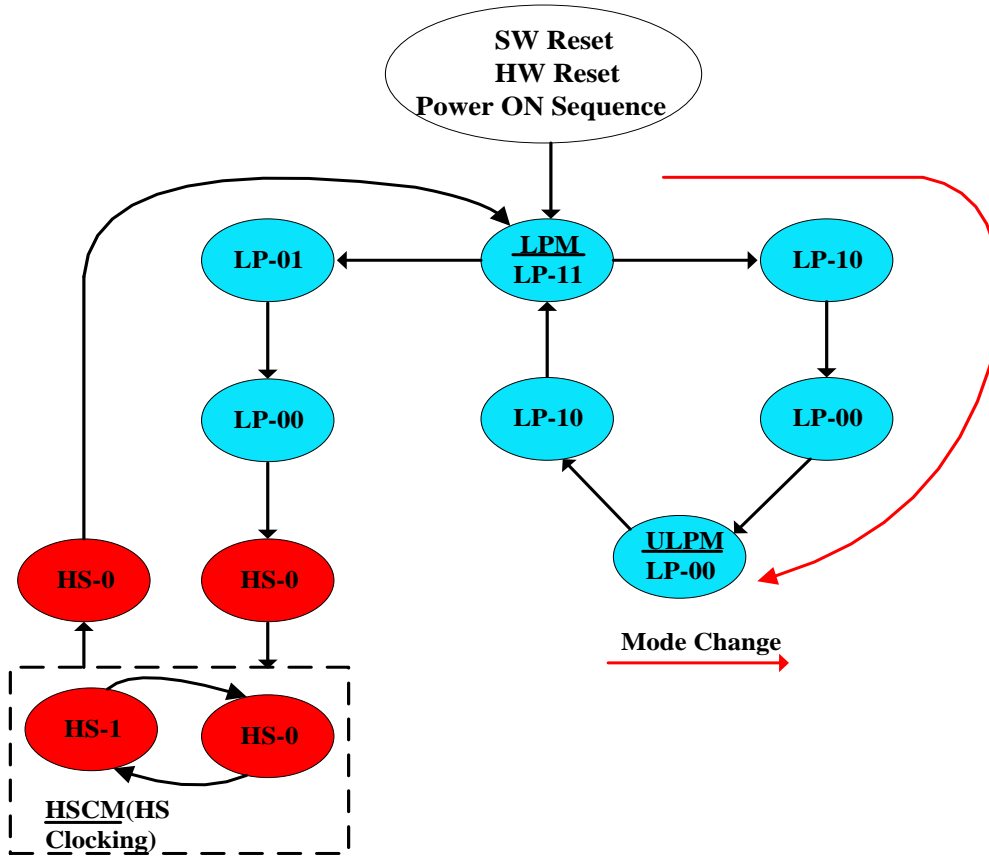 SW Reset
HW Reset
Power ON Sequence
LP-01
LPM
LP-11
LP-10
LP-00
LP-10
LP-00
HS-0
HS-0
ULPM
LP-00
Mode Change
HS-1
HS-0
HSCM(HS
Clocking)